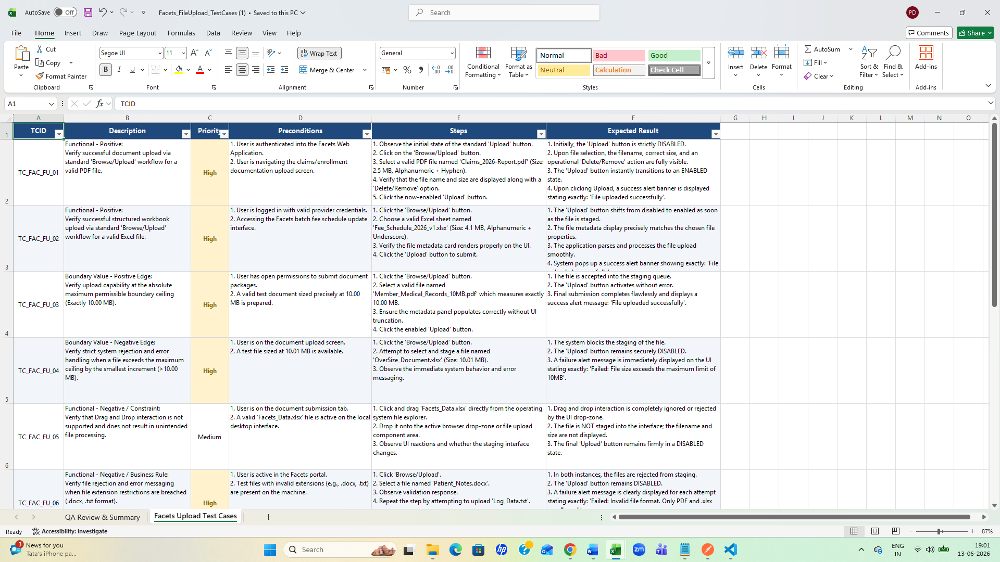 AutoSave Off Facets_FileUpload_TestCases (1) • Saved to this PC Search PD
File Home Insert Draw Page Layout Formulas Data Review View Help Comments Share
Paste Cut Copy Format Painter Clipboard
Segoe UI 11 B I U A Font
Wrap Text Merge & Center Alignment
General % Number
Conditional Formatting Format as Table
Normal Bad Good
Neutral Calculation Check Cell
Styles
Insert Delete Format Cells
AutoSum Fill Clear Sort & Filter Find & Select Editing
Add-ins Add-ins
A1 fx TCID
A B C D E F G H I J K L M N O
1 TCID Description Priority Preconditions Steps Expected Result
2
TC_FAC_FU_01
Functional - Positive:
Verify successful document upload via
standard 'Browse/Upload' workflow for a
valid PDF file.
High
1. User is authenticated into the Facets Web
Application.
2. User is navigating the claims/enrollment
documentation upload screen.
1. Observe the initial state of the standard 'Upload' button.
2. Click on the 'Browse/Upload' button.
3. Select a valid PDF file named 'Claims_2026-Report.pdf' (Size:
2.5 MB, Alphanumeric + Hyphen).
4. Verify that the file name and size are displayed along with a
'Delete/Remove' option.
5. Click the now-enabled 'Upload' button.
1. Initially, the 'Upload' button is strictly DISABLED.
2. Upon file selection, the filename, correct size, and an
operational 'Delete/Remove' action are fully visible.
3. The 'Upload' button instantly transitions to an ENABLED
state.
4. Upon clicking Upload, a success alert banner is displayed
stating exactly: 'File uploaded successfully'.
3
TC_FAC_FU_02
Functional - Positive:
Verify successful structured workbook
upload via standard 'Browse/Upload'
workflow for a valid Excel file.
High
1. User is logged in with valid provider credentials.
2. Accessing the Facets batch fee schedule update
interface.
1. Click the 'Browse/Upload' button.
2. Choose a valid Excel sheet named
'Fee_Schedule_2026_v1.xlsx' (Size: 4.1 MB, Alphanumeric +
Underscore).
3. Verify the file metadata card renders properly on the UI.
4. Click the 'Upload' button to submit.
1. The 'Upload' button shifts from disabled to enabled as soon
as the file is staged.
2. The file metadata display precisely matches the chosen file
properties.
3. The application parses and processes the file upload
smoothly.
4. System pops up a success alert banner showing exactly: 'File
4
TC_FAC_FU_03
Boundary Value - Positive Edge:
Verify upload capability at the absolute
maximum permissible boundary ceiling
(Exactly 10.00 MB).
High
1. User has open permissions to submit document
packages.
2. A valid test document sized precisely at 10.00
MB is prepared.
1. Click the 'Browse/Upload' button.
2. Select a valid file named
'Member_Medical_Records_10MB.pdf' which measures exactly
10.00 MB.
3. Ensure the metadata panel populates correctly without UI
truncation.
4. Click the enabled 'Upload' button.
1. The file is accepted into the staging queue.
2. The 'Upload' button activates without error.
3. Final submission completes flawlessly and displays a
success alert message: 'File uploaded successfully'.
5
TC_FAC_FU_04
Boundary Value - Negative Edge:
Verify strict system rejection and error
handling when a file exceeds the maximum
ceiling by the smallest increment (>10.00
MB).
High
1. User is on the document upload screen.
2. A test file sized at 10.01 MB is available.
1. Click the 'Browse/Upload' button.
2. Attempt to select and stage a file named
'OverSize_Document.xlsx' (Size: 10.01 MB).
3. Observe the immediate system behavior and error
messaging.
1. The system blocks the staging of the file.
2. The 'Upload' button remains securely DISABLED.
3. A failure alert message is immediately displayed on the UI
stating exactly: 'Failed: File size exceeds the maximum limit of
10MB'.
6
TC_FAC_FU_05
Functional - Negative / Constraint:
Verify that Drag and Drop interaction is not
supported and does not result in unintended
file processing.
Medium
1. User is on the document submission tab.
2. A valid 'Facets_Data.xlsx' file is active on the local
desktop interface.
1. Click and drag 'Facets_Data.xlsx' directly from the operating
system file explorer.
2. Drop it onto the active browser drop-zone or file upload
component area.
3. Observe UI reactions and whether the staging interface
changes.
1. Drag and drop interaction is completely ignored or rejected
by the UI drop-zone.
2. The file is NOT staged into the interface; the filename and
size are not displayed.
3. The final 'Upload' button remains firmly in a DISABLED
state.
TC_FAC_FU_06
Functional - Negative / Business Rule:
Verify file rejection and error messaging
when file extension restrictions are breached
(.docx, .txt format).
High
1. User is active in the Facets portal.
2. Test files with invalid extensions (e.g., .docx, .txt)
are present on the machine.
1. Click 'Browse/Upload'.
2. Select a file named 'Patient_Notes.docx'.
3. Observe validation response.
4. Repeat the step by attempting to upload 'Log_Data.txt'.
1. In both instances, the files are rejected from staging.
2. The 'Upload' button remains DISABLED.
3. A failure alert message is clearly displayed for each attempt
stating exactly: 'Failed: Invalid file format. Only PDF and .xlsx
QA Review & Summary Facets Upload Test Cases
Ready Accessibility: Investigate 87%
3 News for you
Tata's iPhone pa...
Search
hp
zm
ENG
IN
19:01
13-06-2026